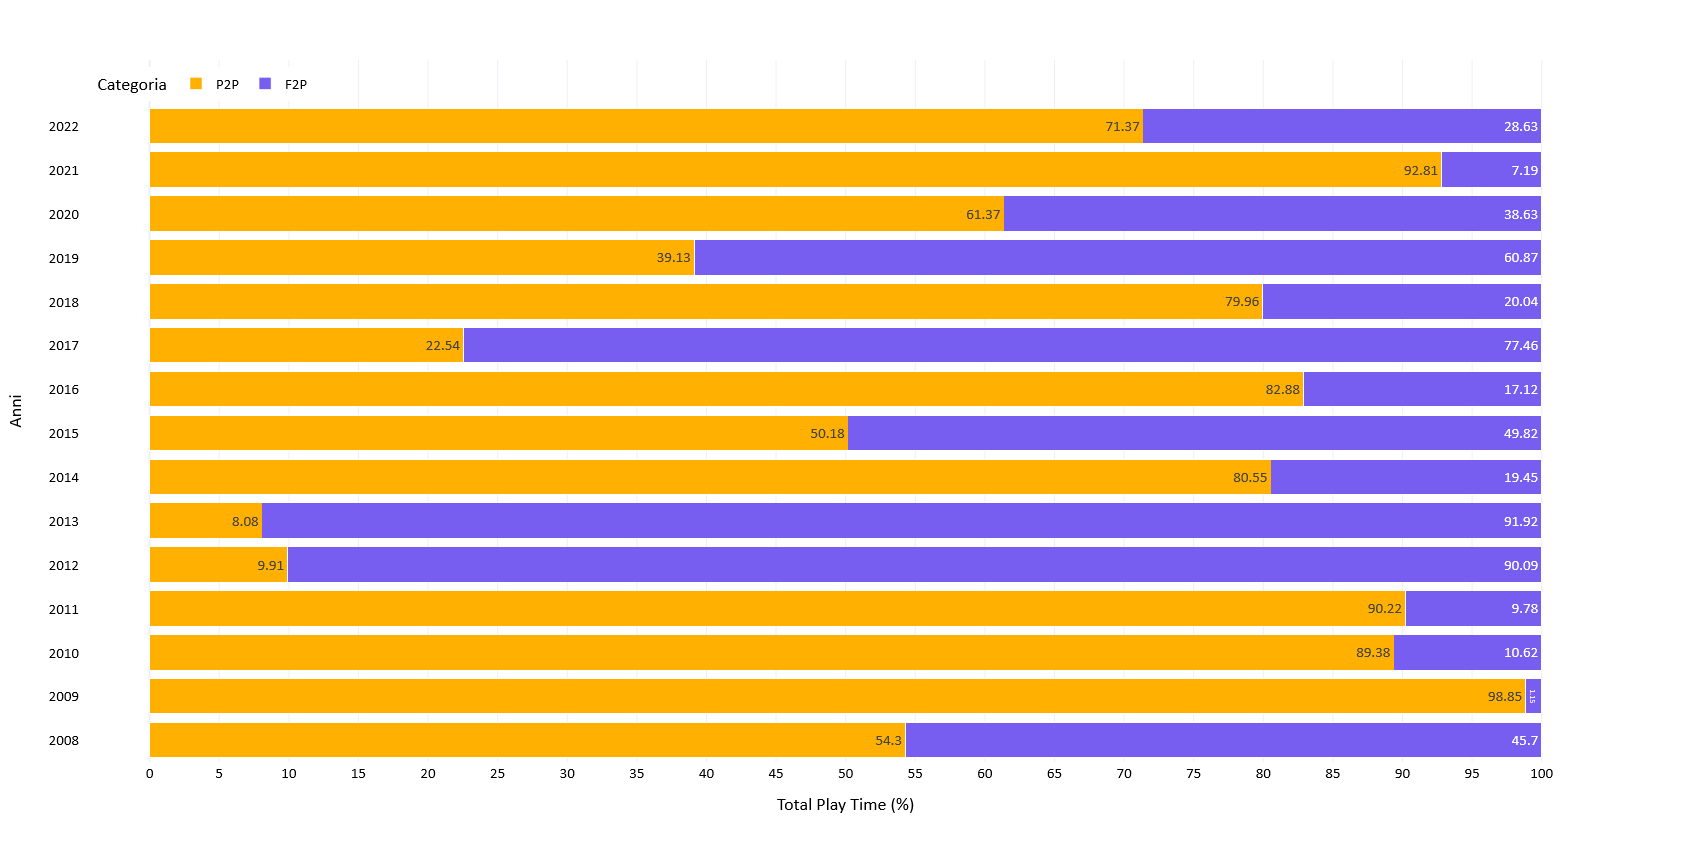 Categoria P2P F2P
2022 71.37 28.63
2021 92.81 7.19
2020 61.37 38.63
2019 39.13 60.87
2018 79.96 20.04
2017 22.54 77.46
2016 82.88 17.12
2015 50.18 49.82
2014 80.55 19.45
2013 8.08 91.92
2012 9.91 90.09
2011 90.22 9.78
2010 89.38 10.62
2009 98.85 1.15
2008 54.3 45.7
Anni
0 5 10 15 20 25 30 35 40 45 50 55 60 65 70 75 80 85 90 95 100
Total Play Time (%)